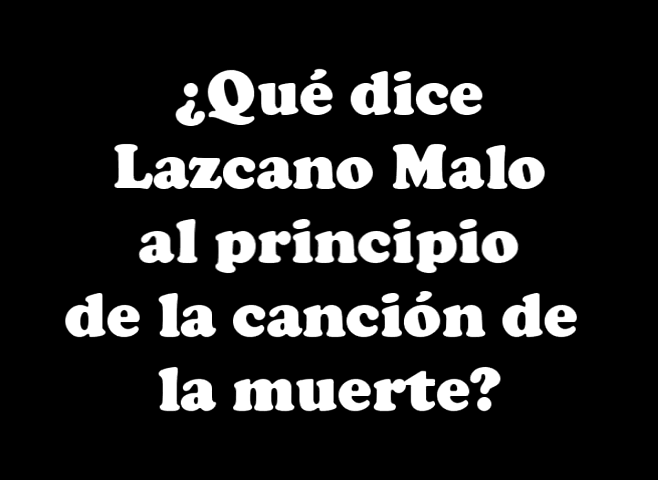 ¿Qué dice
Lazcano Malo
al principio
de la canción de
la muerte?